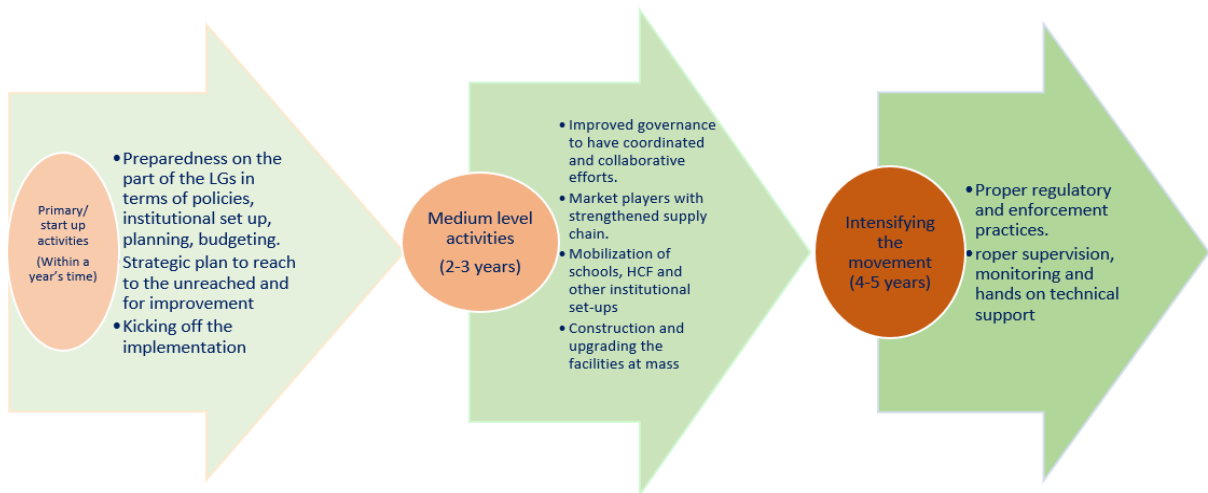 Primary/
start up
activities
(Within a
year's time)
•Preparedness on the
part of the LGs in
terms of policies,
institutional set up,
planning, budgeting.
Strategic plan to reach
to the unreached and
for improvement
•Kicking off the
implementation
Medium level
activities
(2-3 years)
•Improved governance
to have coordinated
and collaborative
efforts.
•Market players with
strengthened supply
chain.
•Mobilization of
schools, HCF and
other institutional
set-ups
•Construction and
upgrading the
facilities at mass
Intensifying
the
movement
(4-5 years)
•Proper regulatory
and enforcement
practices.
•roper supervision,
monitoring and
hands on technical
support